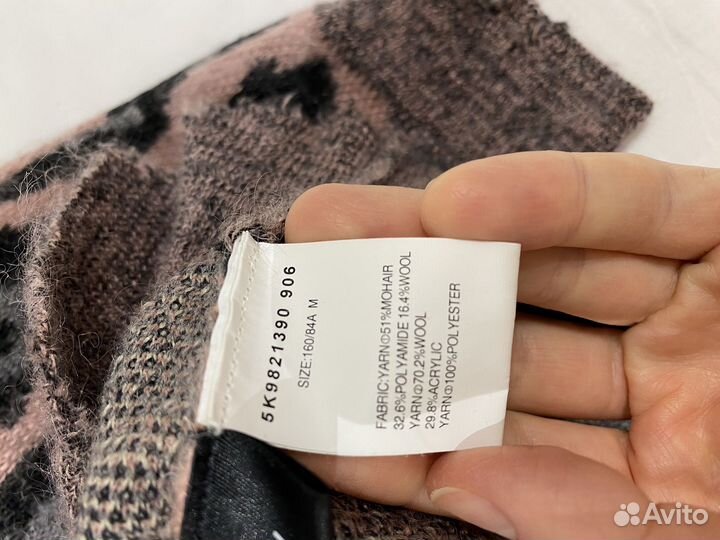 5K9821390 906
SIZE:160/84A M
FABRIC:YARN①51%MOHAIR
32.6%POLYAMIDE 16.4%WOOL
YARN②70.2%WOOL
29.8%ACRYLIC
YARN③100%POLYESTER
Avito